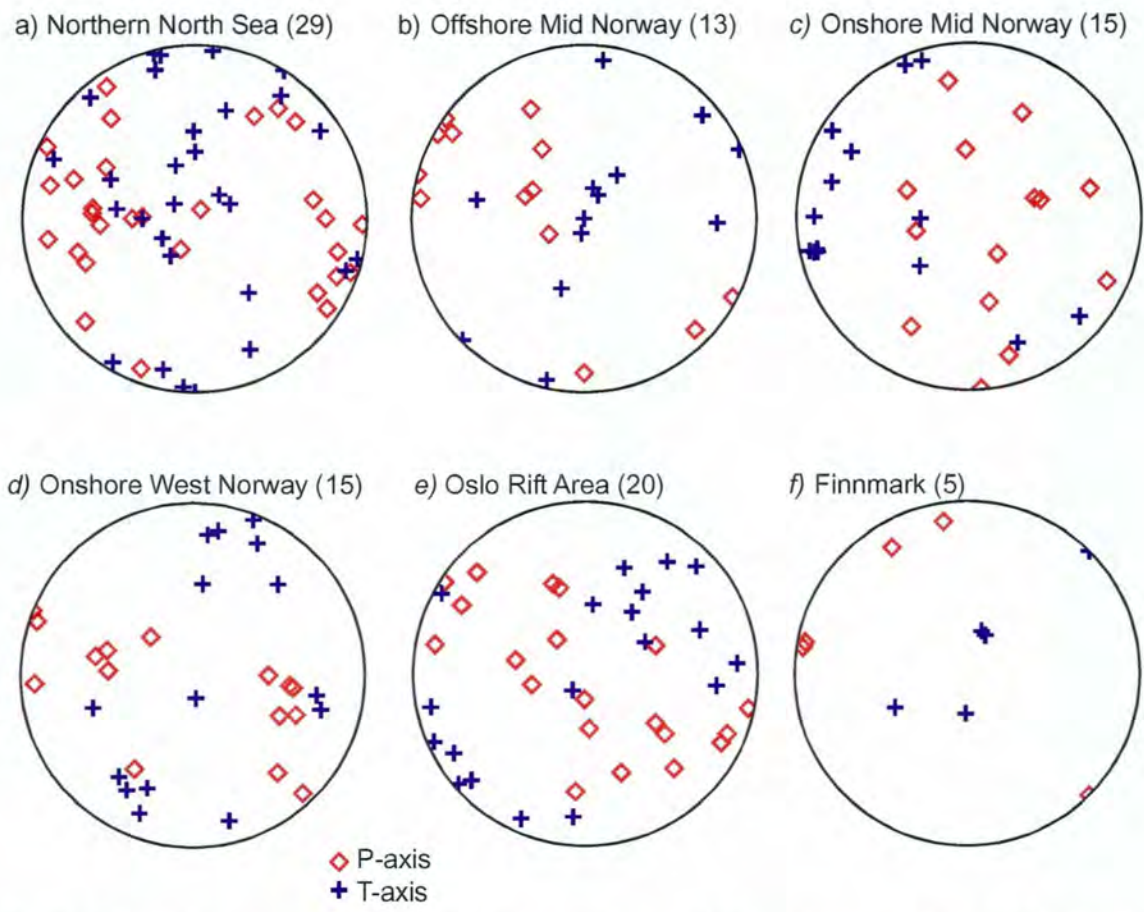 a) Northern North Sea (29)
b) Offshore Mid Norway (13)
c) Onshore Mid Norway (15)
d) Onshore West Norway (15)
e) Oslo Rift Area (20)
f) Finnmark (5)
P-axis
T-axis